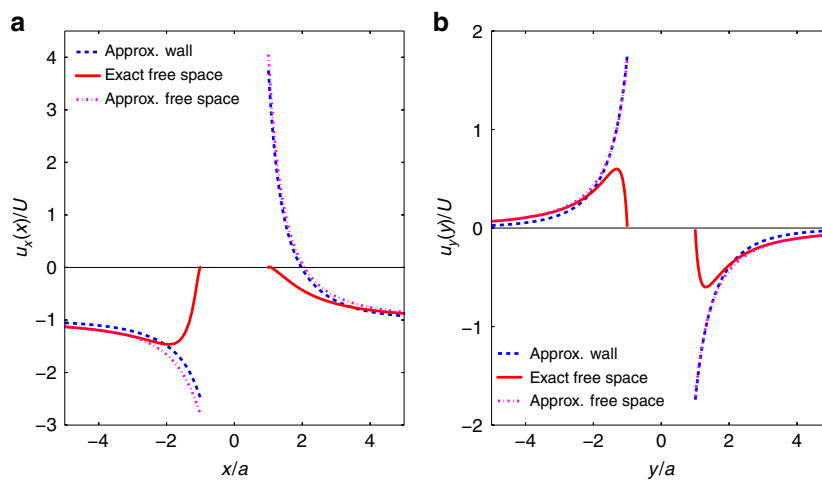 a
4
3
2
1
0
−1
−2
−3
u_x(x)/U
Approx. wall
Exact free space
Approx. free space
−4 −2 0 2 4
x/a
b
2
1
0
−1
−2
u_y(y)/U
Approx. wall
Exact free space
Approx. free space
−4 −2 0 2 4
y/a